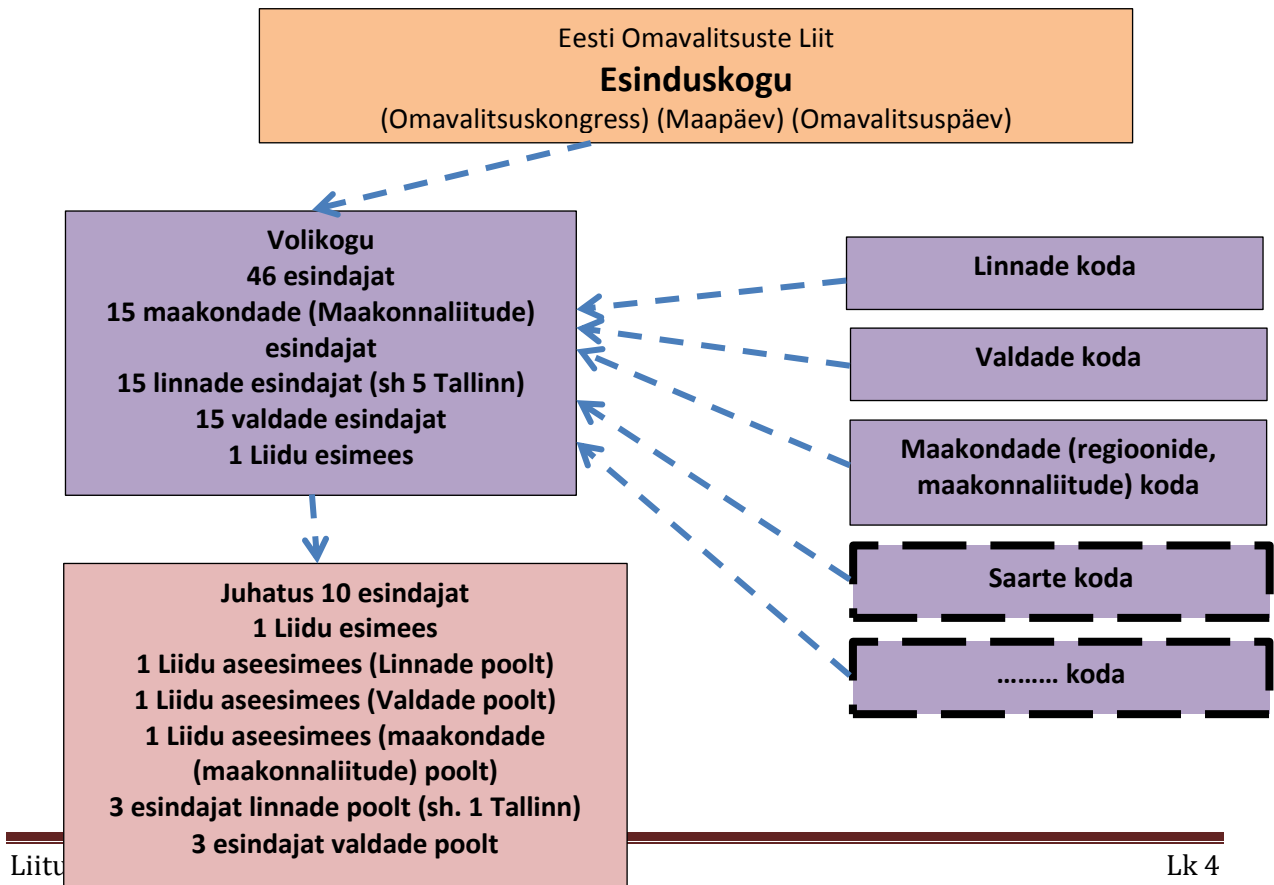 Eesti Omavalitsuste Liit
Esinduskogu
(Omavalitsuskongress) (Maapäev) (Omavalitsuspäev)
Volikogu
46 esindajat
15 maakondade (Maakonnaliitude)
esindajat
15 linnade esindajat (sh 5 Tallinn)
15 valdade esindajat
1 Liidu esimees
Linnade koda
Valdade koda
Maakondade (regioonide,
maakonnaliitude) koda
Saarte koda
……… koda
Juhatus 10 esindajat
1 Liidu esimees
1 Liidu aseesimees (Linnade poolt)
1 Liidu aseesimees (Valdade poolt)
1 Liidu aseesimees (maakondade
(maakonnaliitude) poolt)
3 esindajat linnade poolt (sh. 1 Tallinn)
3 esindajat valdade poolt
Lk 4